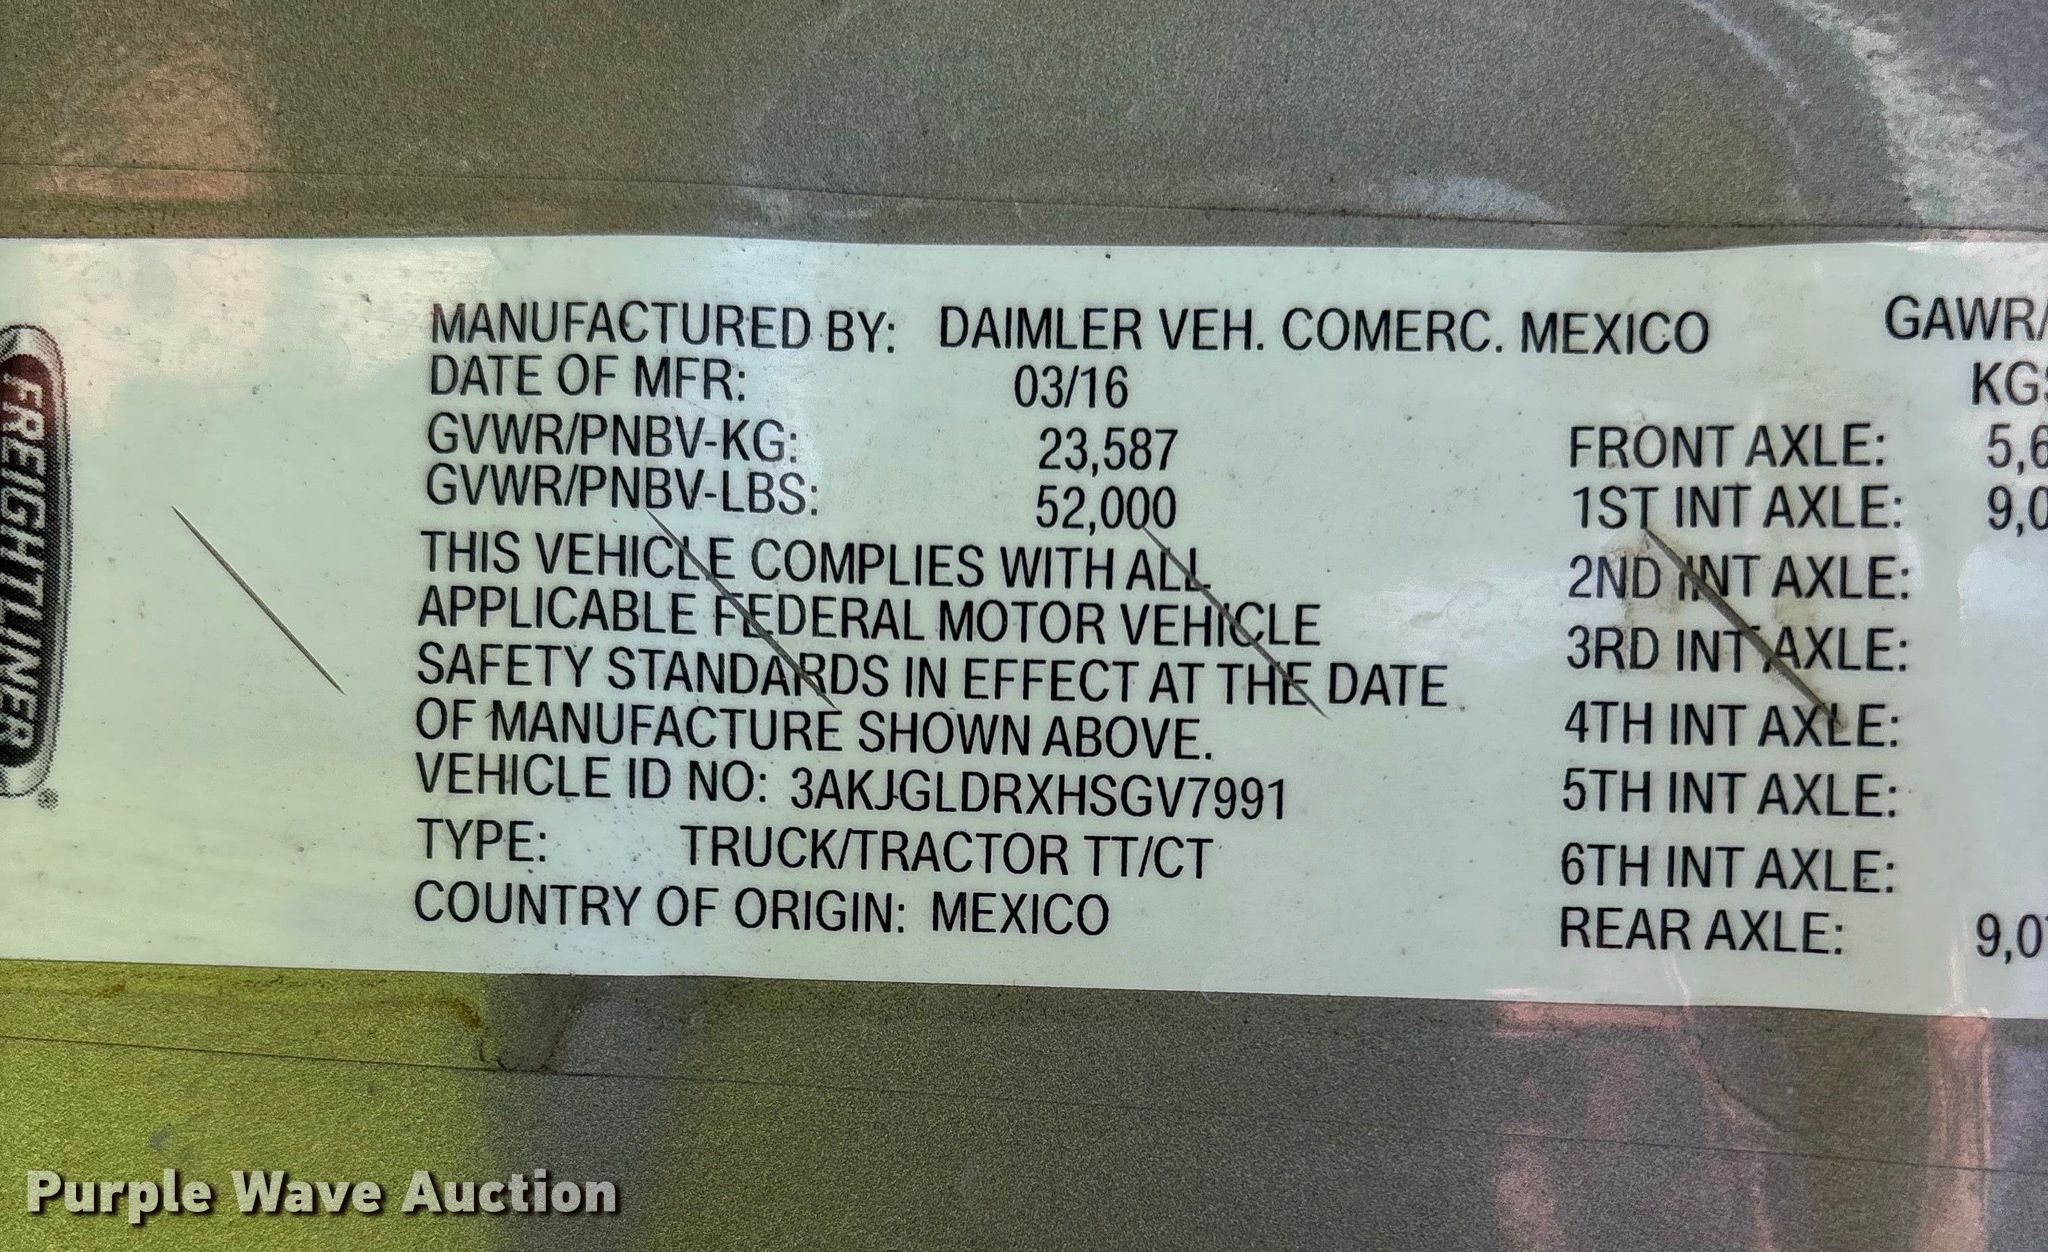 FREIGHTLINER
®
MANUFACTURED BY: DAIMLER VEH. COMERC. MEXICO
DATE OF MFR: 03/16
GVWR/PNBV-KG: 23,587
GVWR/PNBV-LBS: 52,000
THIS VEHICLE COMPLIES WITH ALL
APPLICABLE FEDERAL MOTOR VEHICLE
SAFETY STANDARDS IN EFFECT AT THE DATE
OF MANUFACTURE SHOWN ABOVE.
VEHICLE ID NO: 3AKJGLDRXHSGV7991
TYPE: TRUCK/TRACTOR TT/CT
COUNTRY OF ORIGIN: MEXICO
GAWR/
FRONT AXLE:
1ST INT AXLE:
2ND INT AXLE:
3RD INT AXLE:
4TH INT AXLE:
5TH INT AXLE:
6TH INT AXLE:
REAR AXLE:
Purple Wave Auction